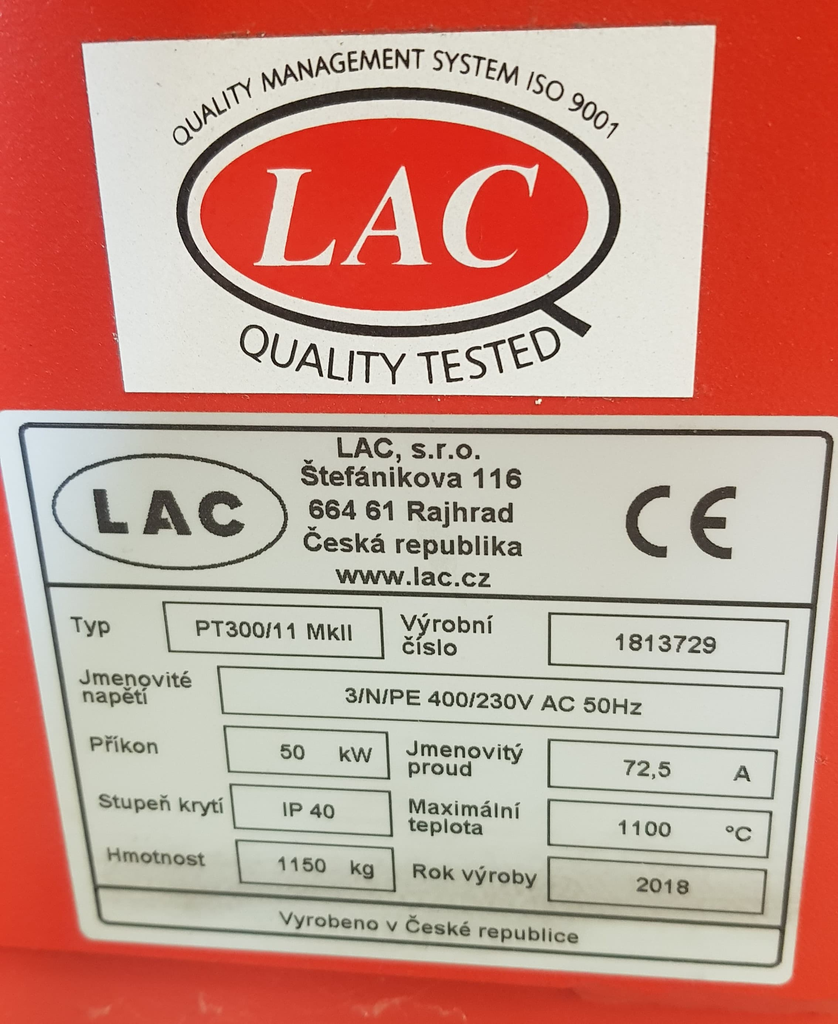 QUALITY MANAGEMENT SYSTEM ISO 9001
LAC
QUALITY TESTED
LAC
LAC, s.r.o.
Štefánikova 116
664 61 Rajhrad
Česká republika
www.lac.cz
CE
Typ PT300/11 MkII Výrobní číslo 1813729
Jmenovité napětí 3/N/PE 400/230V AC 50Hz
Příkon 50 kW Jmenovitý proud 72,5 A
Stupeň krytí IP 40 Maximální teplota 1100 °C
Hmotnost 1150 kg Rok výroby 2018
Vyrobeno v České republice